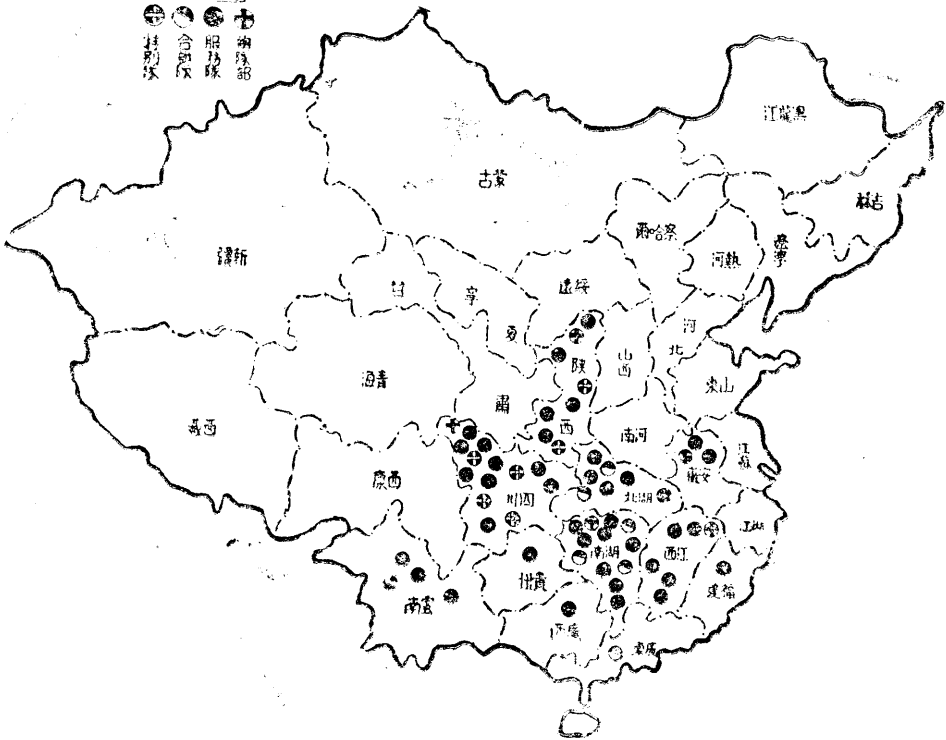 服務隊
特別隊
黑龍江
蒙古
吉林
察哈爾
遼寧
熱河
新疆
綏遠
甘
寧
夏
河北
山西
陝
西
青海
肅
山東
西藏
河南
江蘇
西康
安徽
四川
湖北
浙江
江西
湖南
貴州
福建
雲南
廣西
廣東